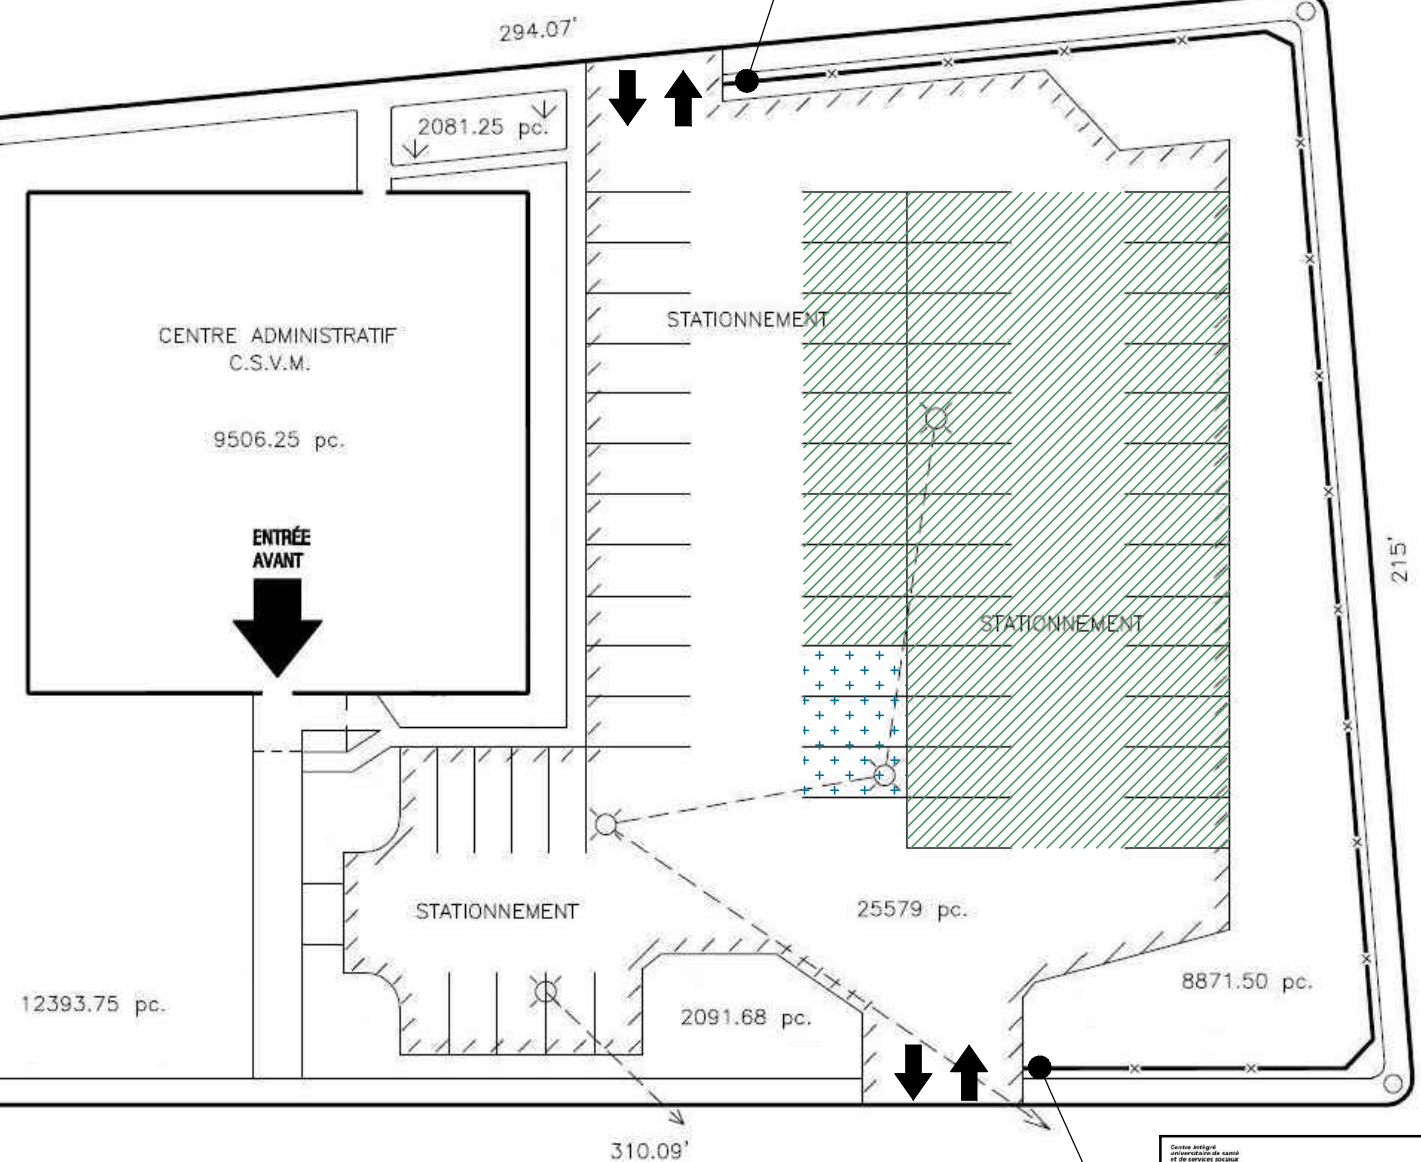 294.07'
2081.25 pc.
CENTRE ADMINISTRATIF
C.S.V.M.
9506.25 pc.
ENTRÉE
AVANT
STATIONNEMENT
STATIONNEMENT
215'
STATIONNEMENT
25579 pc.
12393.75 pc.
2091.68 pc.
8871.50 pc.
310.09'
Centre intégré
universitaire de santé
et de services sociaux